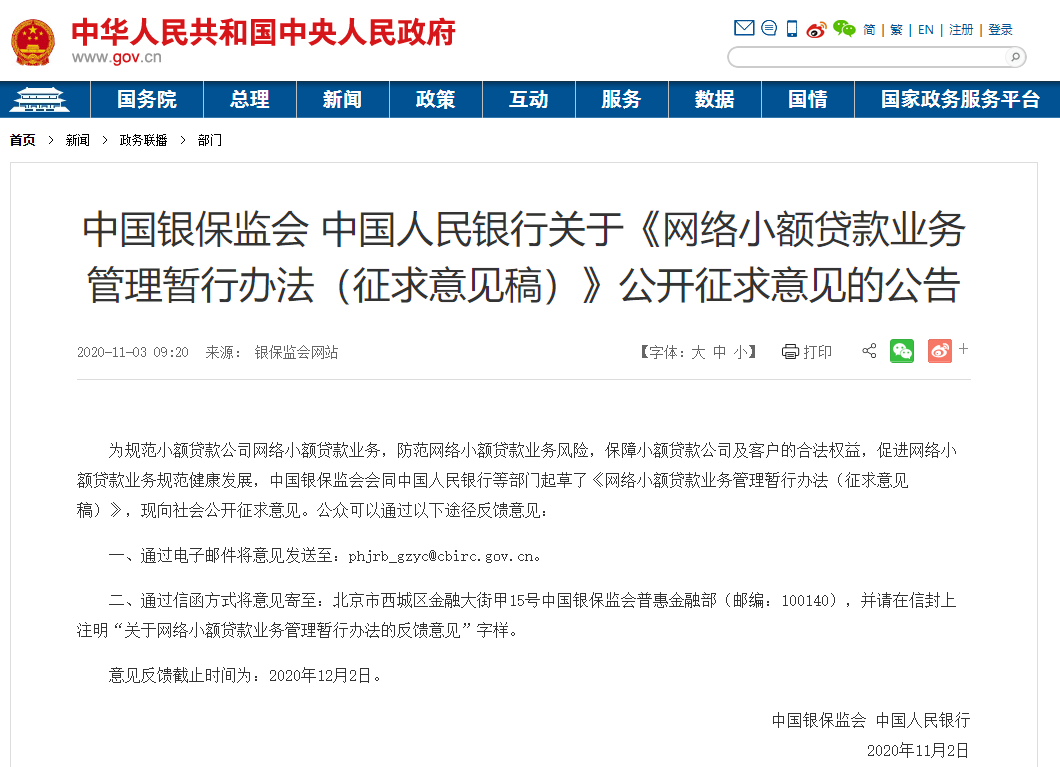 中华人民共和国中央人民政府
www.gov.cn
简 | 繁 | EN | 注册 | 登录
国务院 总理 新闻 政策 互动 服务 数据 国情 国家政务服务平台
首页 > 新闻 > 政务联播 > 部门
中国银保监会 中国人民银行关于《网络小额贷款业务
管理暂行办法（征求意见稿）》公开征求意见的公告
2020-11-03 09:20 来源： 银保监会网站 【字体：大 中 小】 打印 +
为规范小额贷款公司网络小额贷款业务，防范网络小额贷款业务风险，保障小额贷款公司及客户的合法权益，促进网络小
额贷款业务规范健康发展，中国银保监会会同中国人民银行等部门起草了《网络小额贷款业务管理暂行办法（征求意见
稿）》，现向社会公开征求意见。公众可以通过以下途径反馈意见：
一、通过电子邮件将意见发送至：phjrb_gzyc@cbirc.gov.cn。
二、通过信函方式将意见寄至：北京市西城区金融大街甲15号中国银保监会普惠金融部（邮编：100140），并请在信封上
注明“关于网络小额贷款业务管理暂行办法的反馈意见”字样。
意见反馈截止时间为：2020年12月2日。
中国银保监会 中国人民银行
2020年11月2日